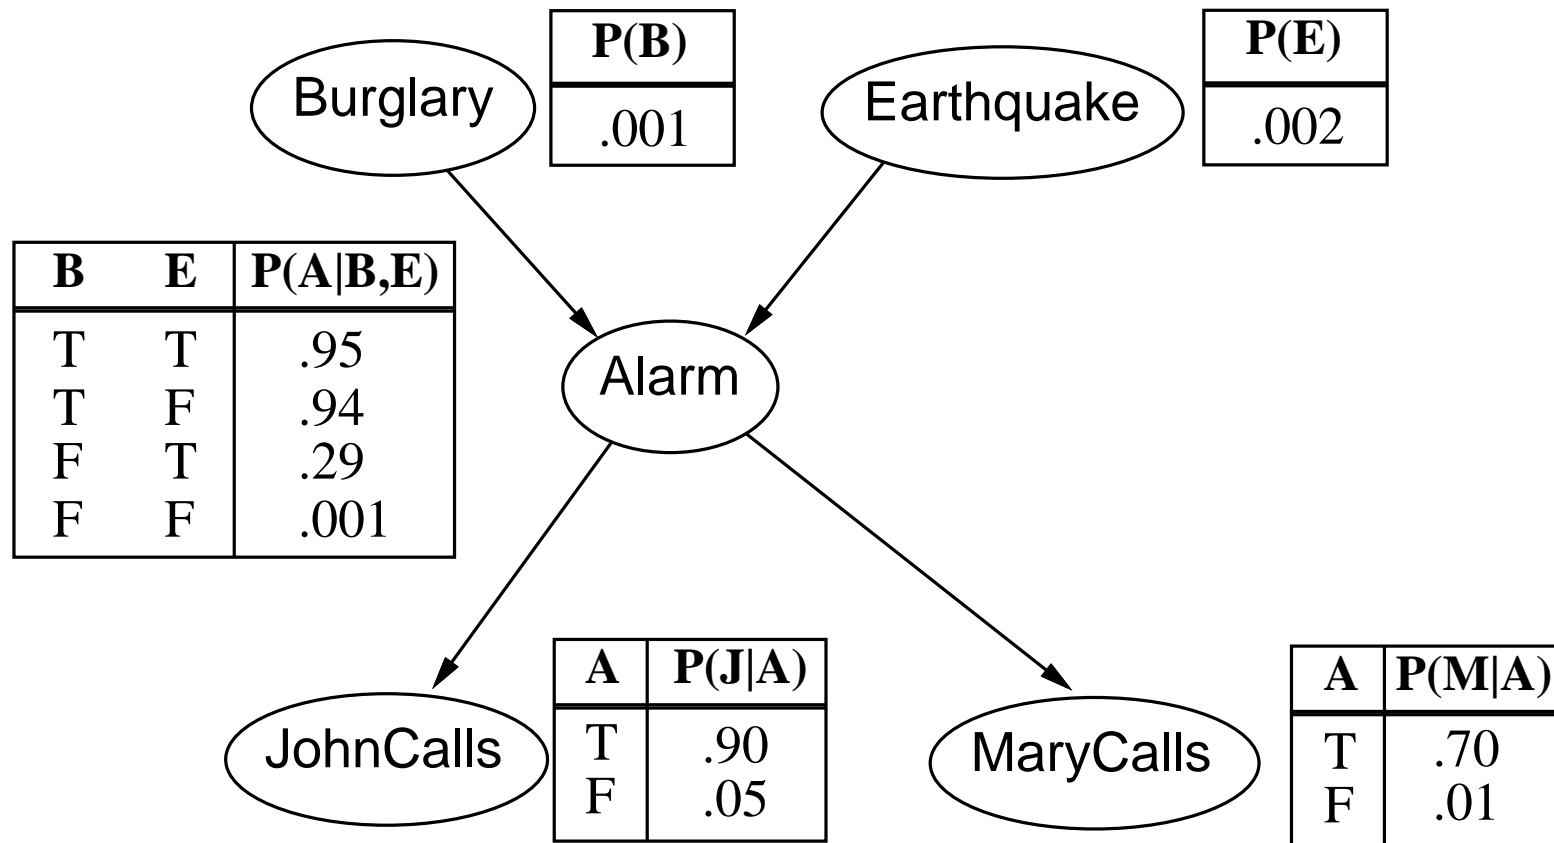 Burglary
P(B)
.001
Earthquake
P(E)
.002
B E P(A|B,E)
T T .95
T F .94
F T .29
F F .001
Alarm
JohnCalls
A P(J|A)
T .90
F .05
MaryCalls
A P(M|A)
T .70
F .01